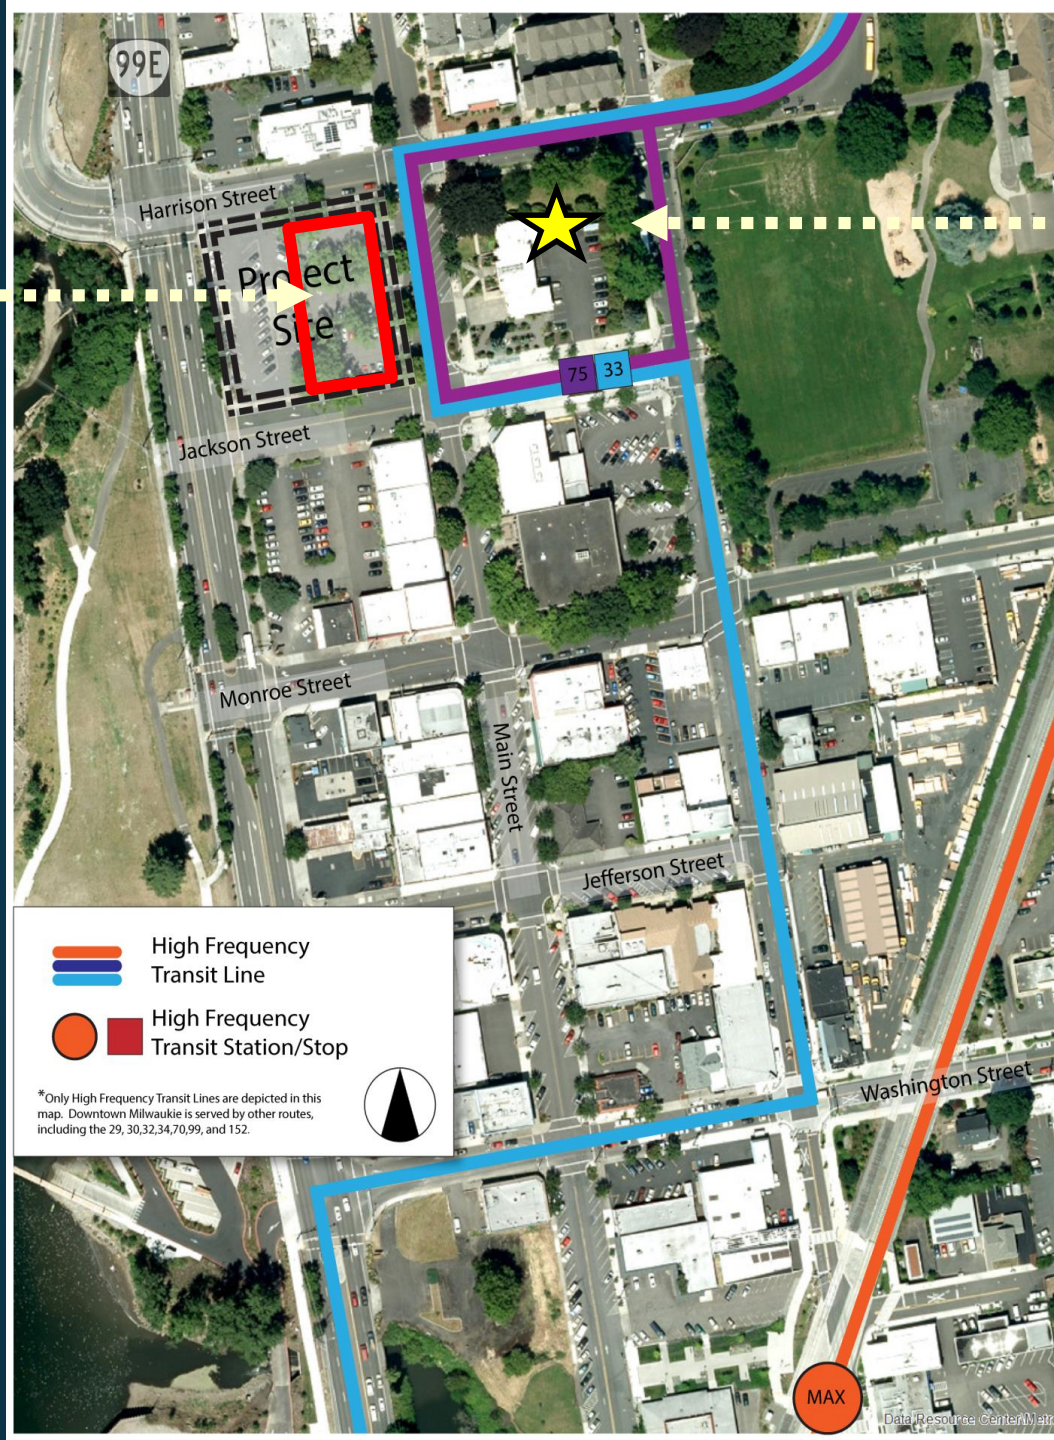 99E
Harrison Street
Project
Site
75 33
Jackson Street
Monroe Street
Main Street
Jefferson Street
High Frequency
Transit Line
High Frequency
Transit Station/Stop
*Only High Frequency Transit Lines are depicted in this
map. Downtown Milwaukie is served by other routes,
including the 29, 30,32,34,70,99, and 152.
Washington Street
MAX
Data Resource Center/Metro